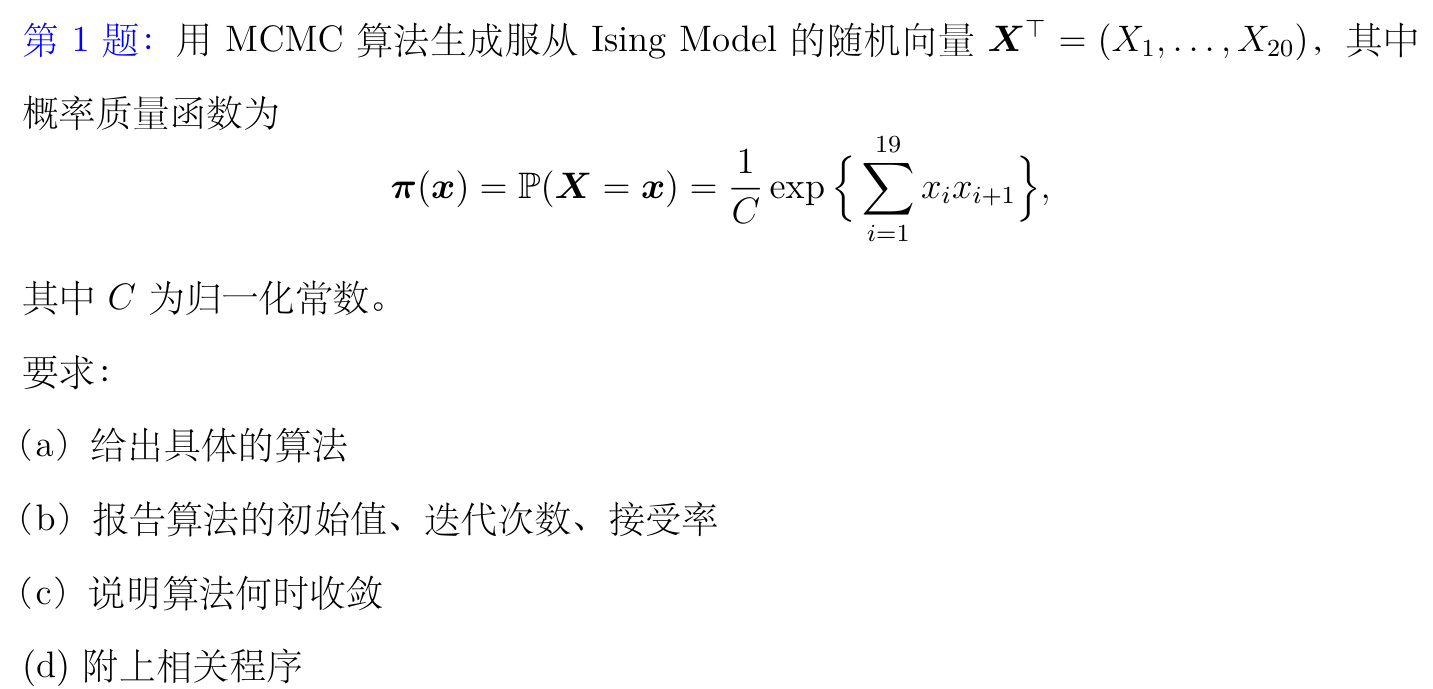 第 1 题：用 MCMC 算法生成服从 Ising Model 的随机向量 $\boldsymbol{X}^\top = (X_1, \ldots, X_{20})$，其中
概率质量函数为
$\boldsymbol{\pi}(\boldsymbol{x}) = \mathbb{P}(\boldsymbol{X} = \boldsymbol{x}) = \frac{1}{C} \exp \Big\{ \sum_{i=1}^{19} x_i x_{i+1} \Big\},$
其中 $C$ 为归一化常数。
要求：
（a）给出具体的算法
（b）报告算法的初始值、迭代次数、接受率
（c）说明算法何时收敛
(d) 附上相关程序